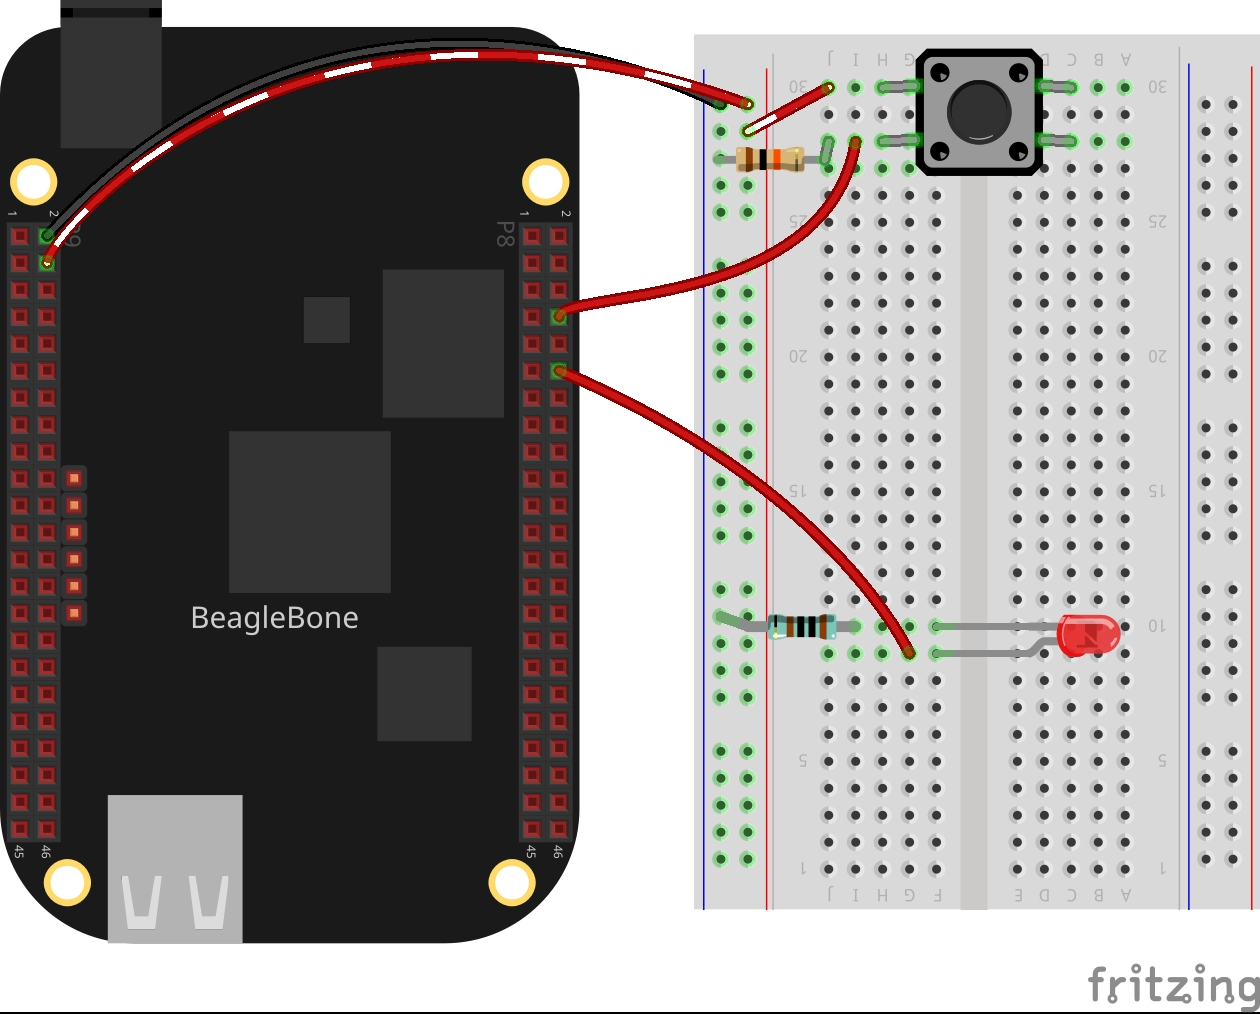 J I H G D C B A
30 30
1 2 1 2
P9 P8
25 25
20 20
15 15
BeagleBone
10 10
5 5
45 46 45 46
1 1
J I H G F E D C B A
fritzing